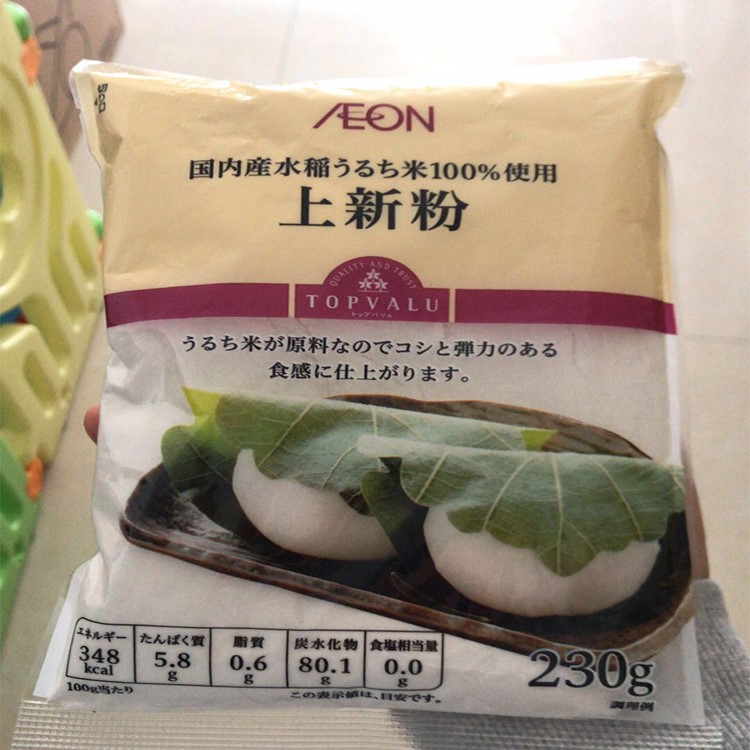 ÆON
国内産水稲うるち米100%使用
上新粉
QUALITY AND TRUST
TOPVALU
トップバリュ
うるち米が原料なのでコシと弾力のある
食感に仕上がります。
エネルギー たんぱく質 脂質 炭水化物 食塩相当量
348 5.8 0.6 80.1 0.0
kcal g g g g
100g当たり
この表示値は、目安です。
230g
調理例